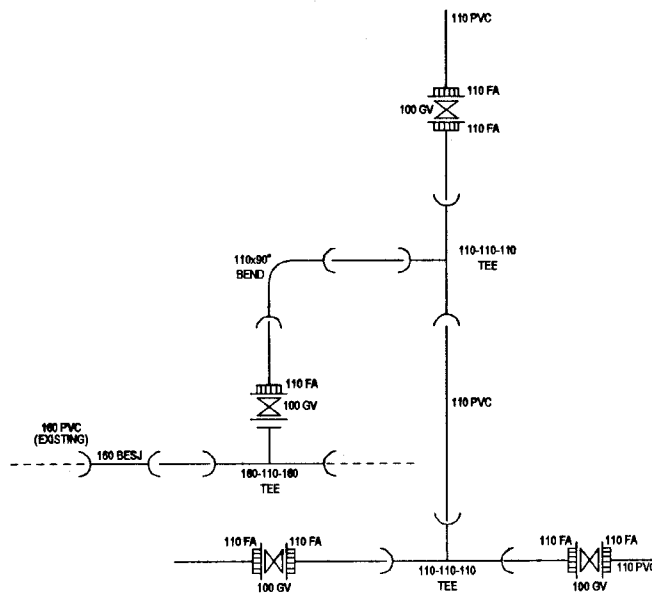 110 PVC
110 FA
100 GV
110 FA
110x90°
BEND
110-110-110
TEE
110 FA
100 GV
110 PVC
160 PVC
(EXISTING)
160 BESJ
160-110-160
TEE
110 FA
110 FA
100 GV
110-110-110
TEE
110 FA
110 FA
100 GV
110 PVC